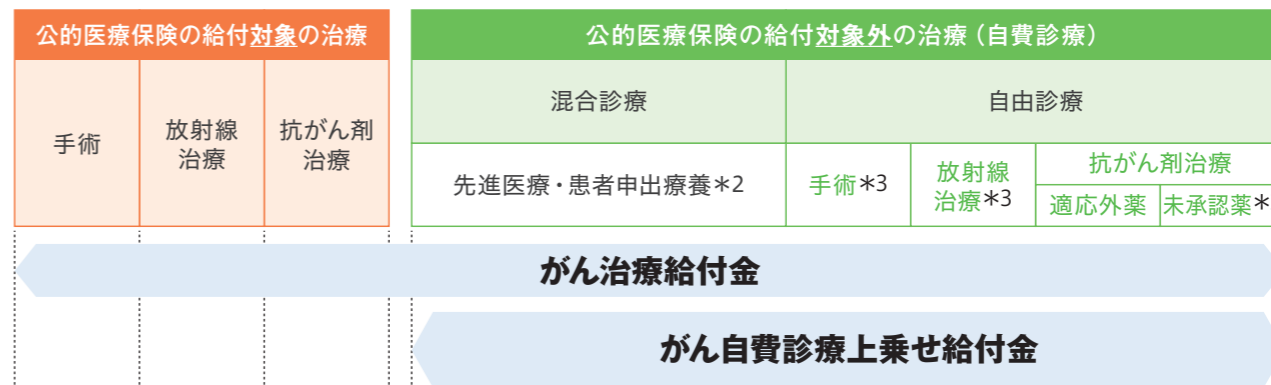 公的医療保険の給付対象の治療
公的医療保険の給付対象外の治療（自費診療）
手術
放射線
治療
抗がん剤
治療
混合診療
自由診療
先進医療・患者申出療養＊2
手術＊3
放射線
治療＊3
抗がん剤治療
適応外薬
未承認薬＊
がん治療給付金
がん自費診療上乗せ給付金